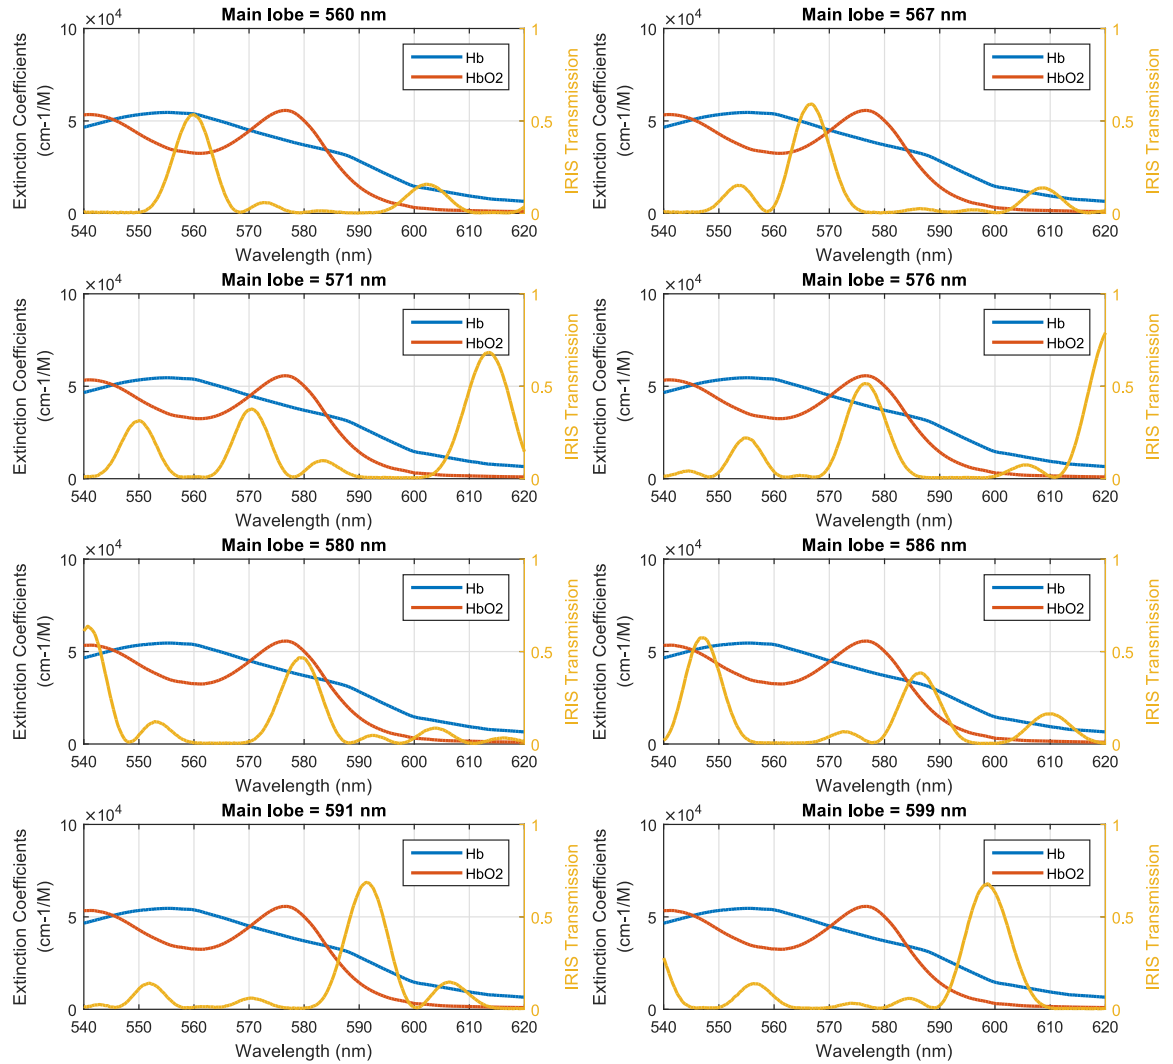 Main lobe = 560 nm
×10^4
10
5
0
1
0.5
0
Hb
HbO2
Extinction Coefficients
(cm-1/M)
IRIS Transmission
540 550 560 570 580 590 600 610 620
Wavelength (nm)
Main lobe = 567 nm
×10^4
10
5
0
1
0.5
0
Hb
HbO2
Extinction Coefficients
(cm-1/M)
IRIS Transmission
540 550 560 570 580 590 600 610 620
Wavelength (nm)
Main lobe = 571 nm
×10^4
10
5
0
1
0.5
0
Hb
HbO2
Extinction Coefficients
(cm-1/M)
IRIS Transmission
540 550 560 570 580 590 600 610 620
Wavelength (nm)
Main lobe = 576 nm
×10^4
10
5
0
1
0.5
0
Hb
HbO2
Extinction Coefficients
(cm-1/M)
IRIS Transmission
540 550 560 570 580 590 600 610 620
Wavelength (nm)
Main lobe = 580 nm
×10^4
10
5
0
1
0.5
0
Hb
HbO2
Extinction Coefficients
(cm-1/M)
IRIS Transmission
540 550 560 570 580 590 600 610 620
Wavelength (nm)
Main lobe = 586 nm
×10^4
10
5
0
1
0.5
0
Hb
HbO2
Extinction Coefficients
(cm-1/M)
IRIS Transmission
540 550 560 570 580 590 600 610 620
Wavelength (nm)
Main lobe = 591 nm
×10^4
10
5
0
1
0.5
0
Hb
HbO2
Extinction Coefficients
(cm-1/M)
IRIS Transmission
540 550 560 570 580 590 600 610 620
Wavelength (nm)
Main lobe = 599 nm
×10^4
10
5
0
1
0.5
0
Hb
HbO2
Extinction Coefficients
(cm-1/M)
IRIS Transmission
540 550 560 570 580 590 600 610 620
Wavelength (nm)